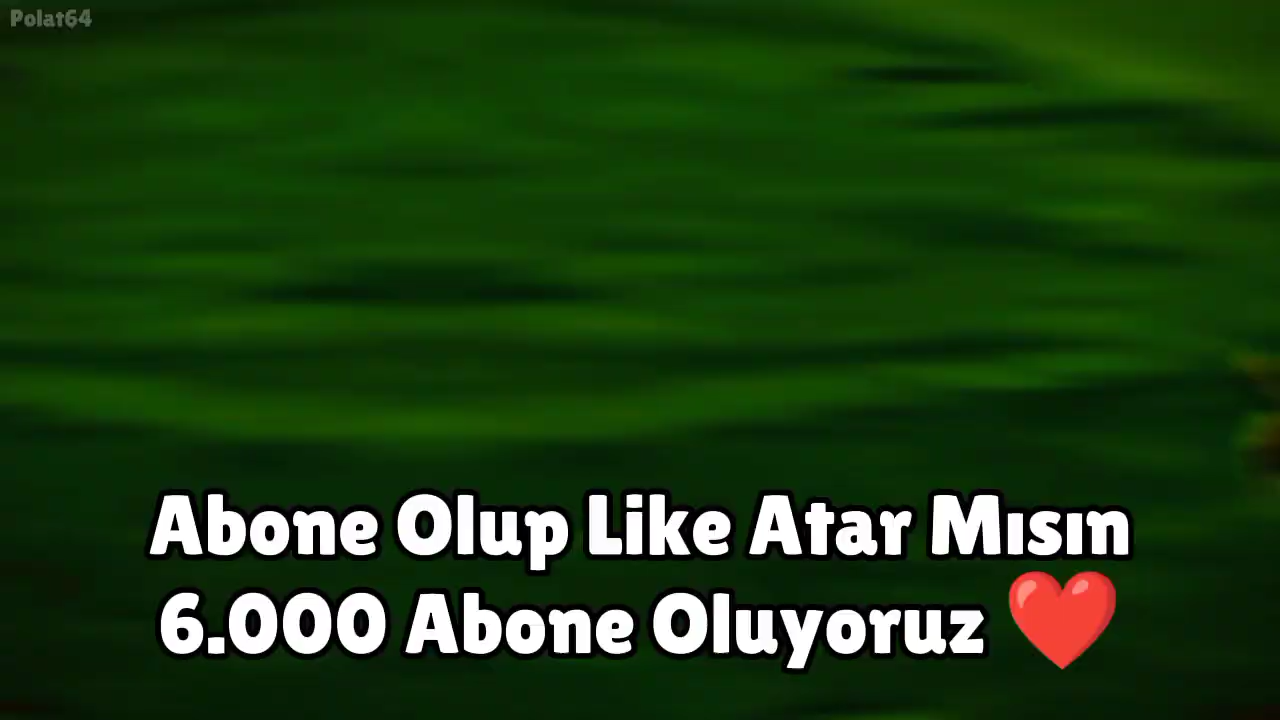 Polat64
Abone Olup Like Atar Mısın
6.000 Abone Oluyoruz ❤️